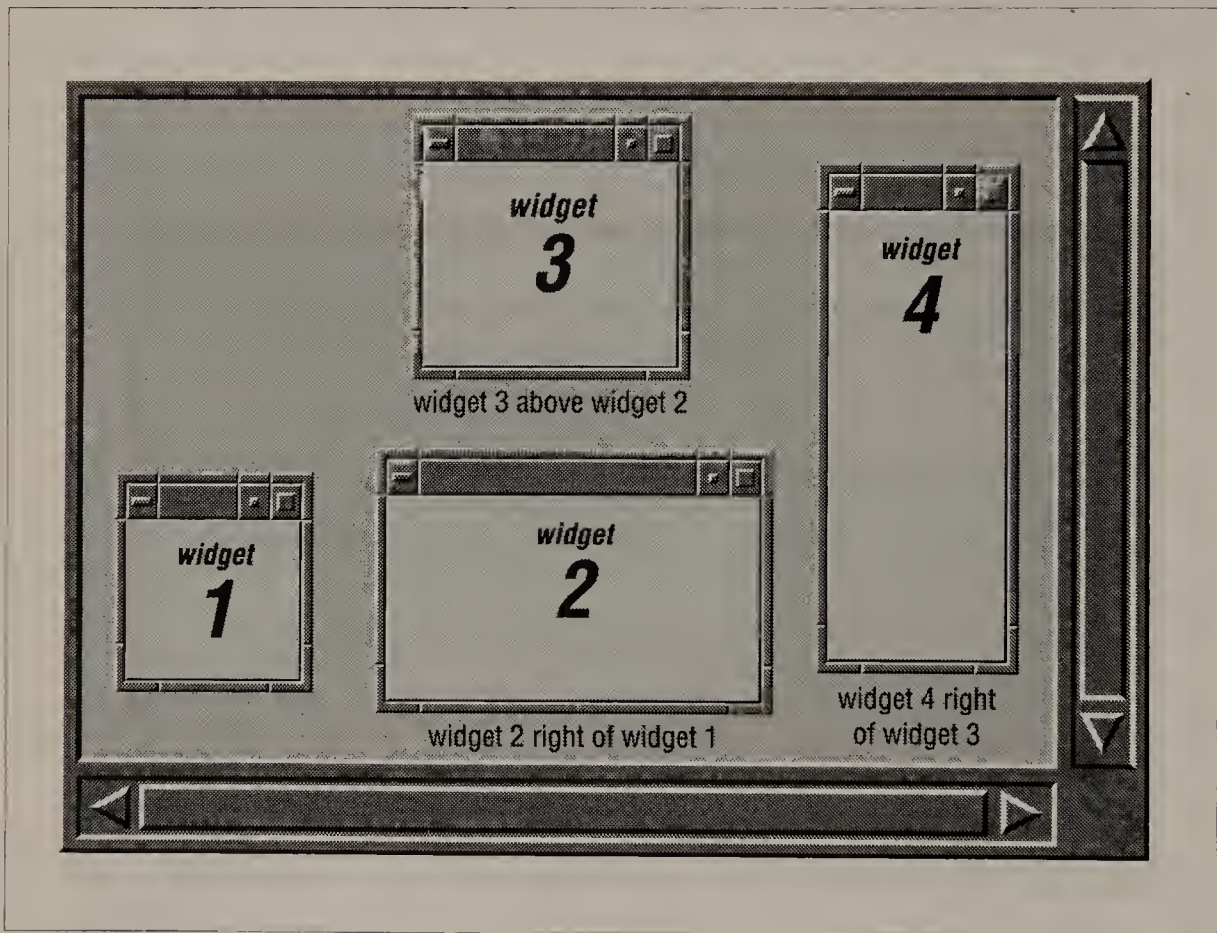 widget
3
widget 3 above widget 2
widget
4
widget 4 right
of widget 3
widget
1
widget
2
widget 2 right of widget 1